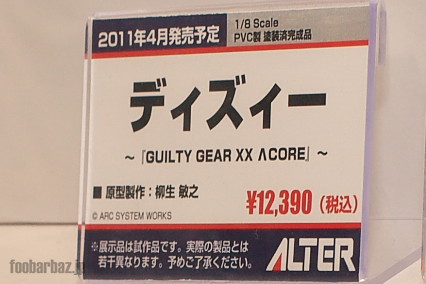 2011年4月発売予定
1/8 Scale
PVC製 塗装済完成品
ディズィー
～「GUILTY GEAR XX ΛCORE」～
■ 原型製作：柳生 敏之
¥12,390（税込）
© ARC SYSTEM WORKS
※展示品は試作品です。実際の製品とは
若干異なります。予めご了承ください。
ALTER
foobarbaz.jp